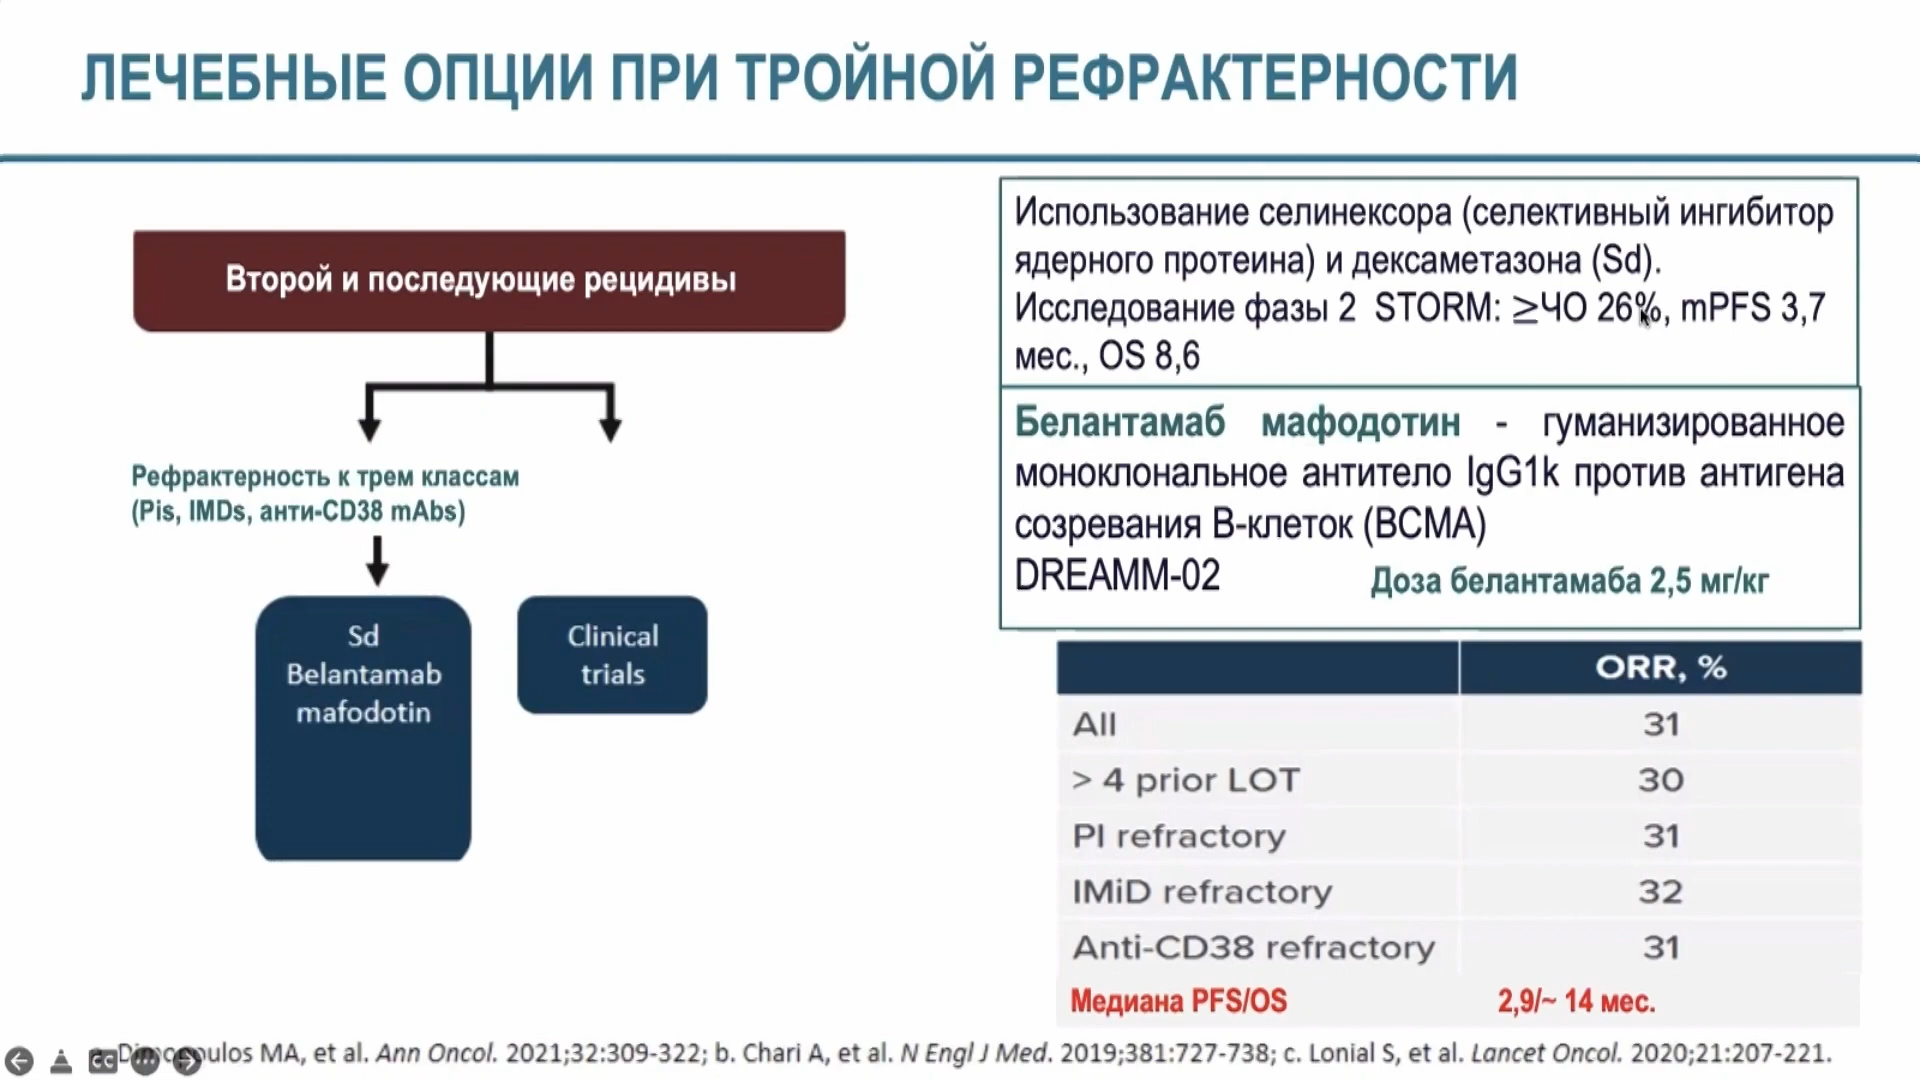 ЛЕЧЕБНЫЕ ОПЦИИ ПРИ ТРОЙНОЙ РЕФРАКТЕРНОСТИ
Второй и последующие рецидивы
Рефрактерность к трем классам
(Pis, IMDs, анти-CD38 mAbs)
Sd
Belantamab
mafodotin
Clinical
trials
Использование селинексора (селективный ингибитор
ядерного протеина) и дексаметазона (Sd).
Исследование фазы 2 STORM: ≥ЧО 26%, mPFS 3,7
мес., OS 8,6
Белантамаб мафодотин - гуманизированное
моноклональное антитело IgG1k против антигена
созревания В-клеток (BCMA)
DREAMM-02 Доза белантамаба 2,5 мг/кг
ORR, %
All 31
> 4 prior LOT 30
PI refractory 31
IMiD refractory 32
Anti-CD38 refractory 31
Медиана PFS/OS 2,9/~ 14 мес.
Dimopoulos MA, et al. Ann Oncol. 2021;32:309-322; b. Chari A, et al. N Engl J Med. 2019;381:727-738; c. Lonial S, et al. Lancet Oncol. 2020;21:207-221.
CC